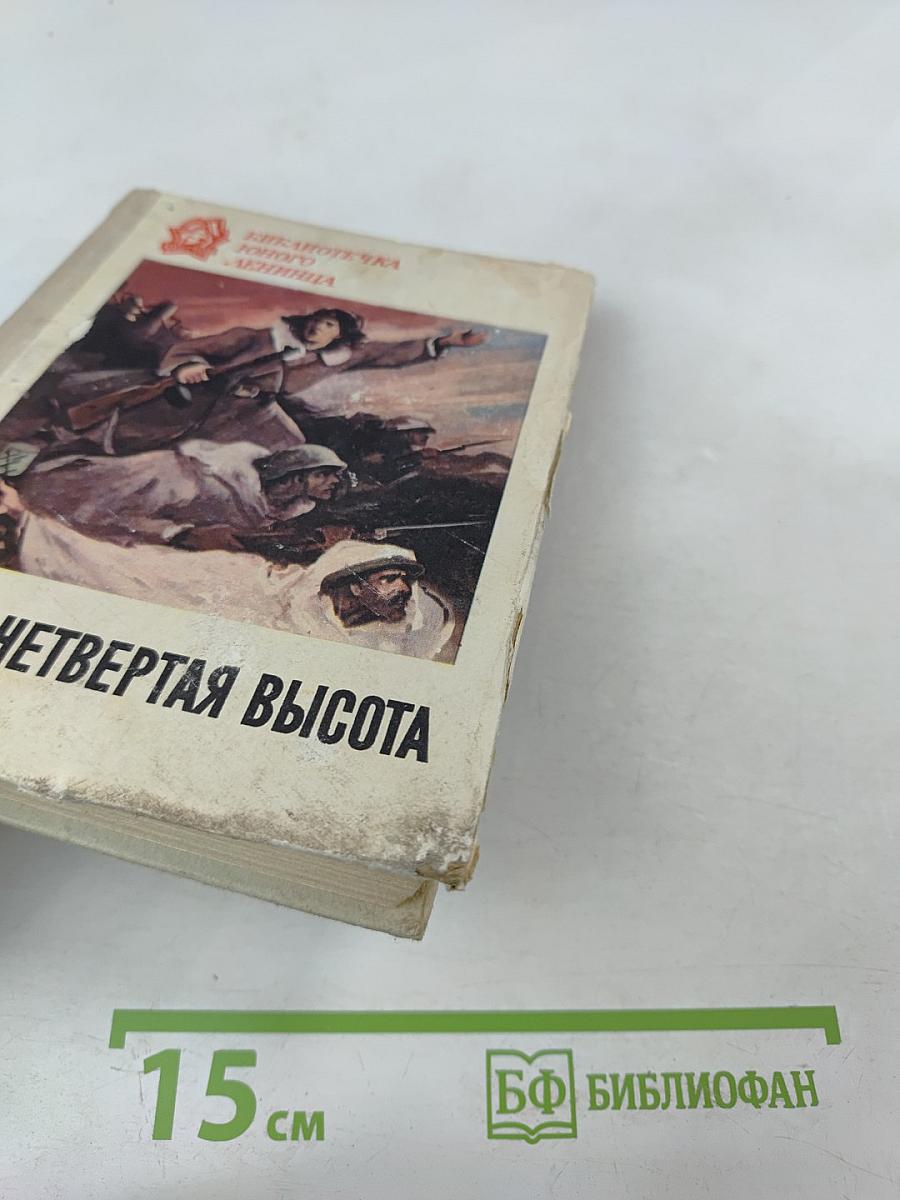 БИБЛИОТЕЧКА
ЮНОГО
ЛЕНИНЦА
ЧЕТВЕРТАЯ ВЫСОТА
15 см
БФ БИБЛИОФАН